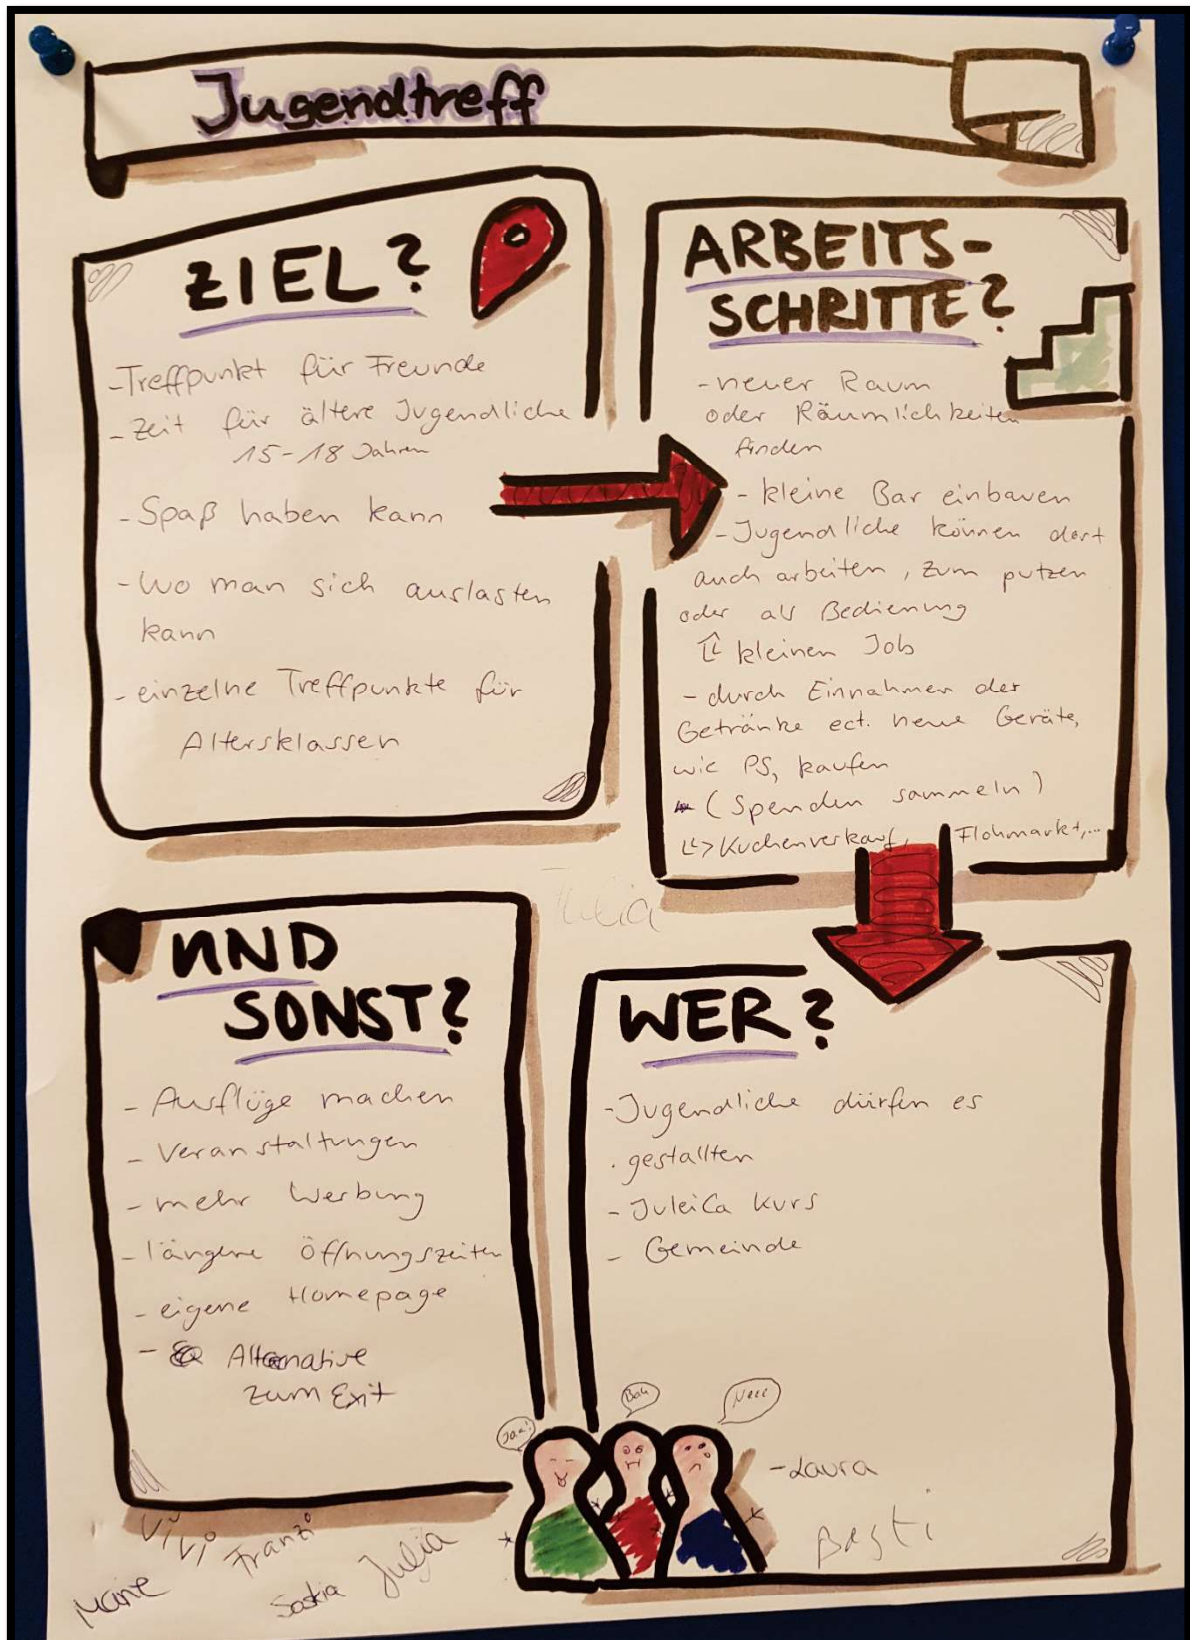 Jugendtreff
ZIEL?
-Treffpunkt für Freunde
- Zeit für ältere Jugendliche
15-18 Jahren
- Spaß haben kann
- Wo man sich auslasten
kann
- einzelne Treffpunkte für
Altersklassen
ARBEITS-
SCHRITTE?
- neuer Raum
oder Räumlichkeiten
finden
- kleine Bar einbauen
- Jugendliche können dort
auch arbeiten, zum putzen
oder als Bedienung
kleinen Job
- durch Einnahmen der
Getränke ect. neue Geräte,
wie PS, kaufen
(Spenden sammeln)
↳> Kuchenverkauf, Flohmarkt,...
Julia
UND
SONST?
- Ausflüge machen
- Veranstaltungen
- mehr Werbung
- längere Öffnungszeiten
- eigene Homepage
- Alternative
zum Exit
WER?
-Jugendliche dürfen es
gestallten
- JuleiCa Kurs
- Gemeinde
Jaa!
Bäh
Neee
-Laura
Basti
ViVi
Franzi
Julia
Marie
Saskia